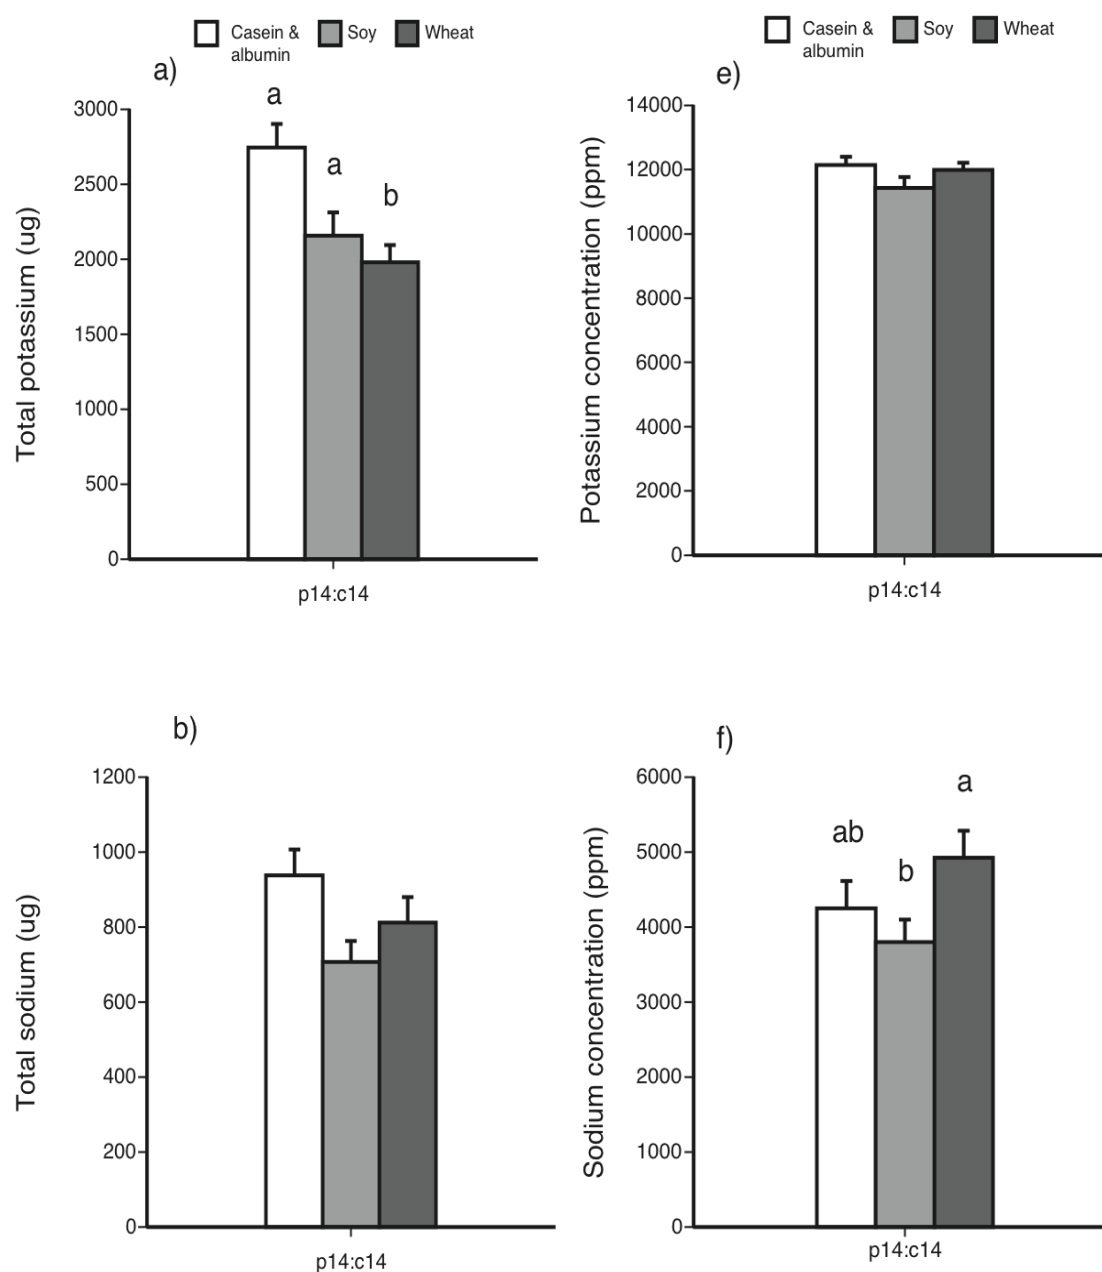 Casein & albumin
Soy
Wheat
a)
a
a
b
3000
2500
2000
1500
1000
500
0
Total potassium (ug)
p14:c14
Casein & albumin
Soy
Wheat
e)
14000
12000
10000
8000
6000
4000
2000
0
Potassium concentration (ppm)
p14:c14
b)
1200
1000
800
600
400
200
0
Total sodium (ug)
p14:c14
f)
ab
b
a
6000
5000
4000
3000
2000
1000
0
Sodium concentration (ppm)
p14:c14